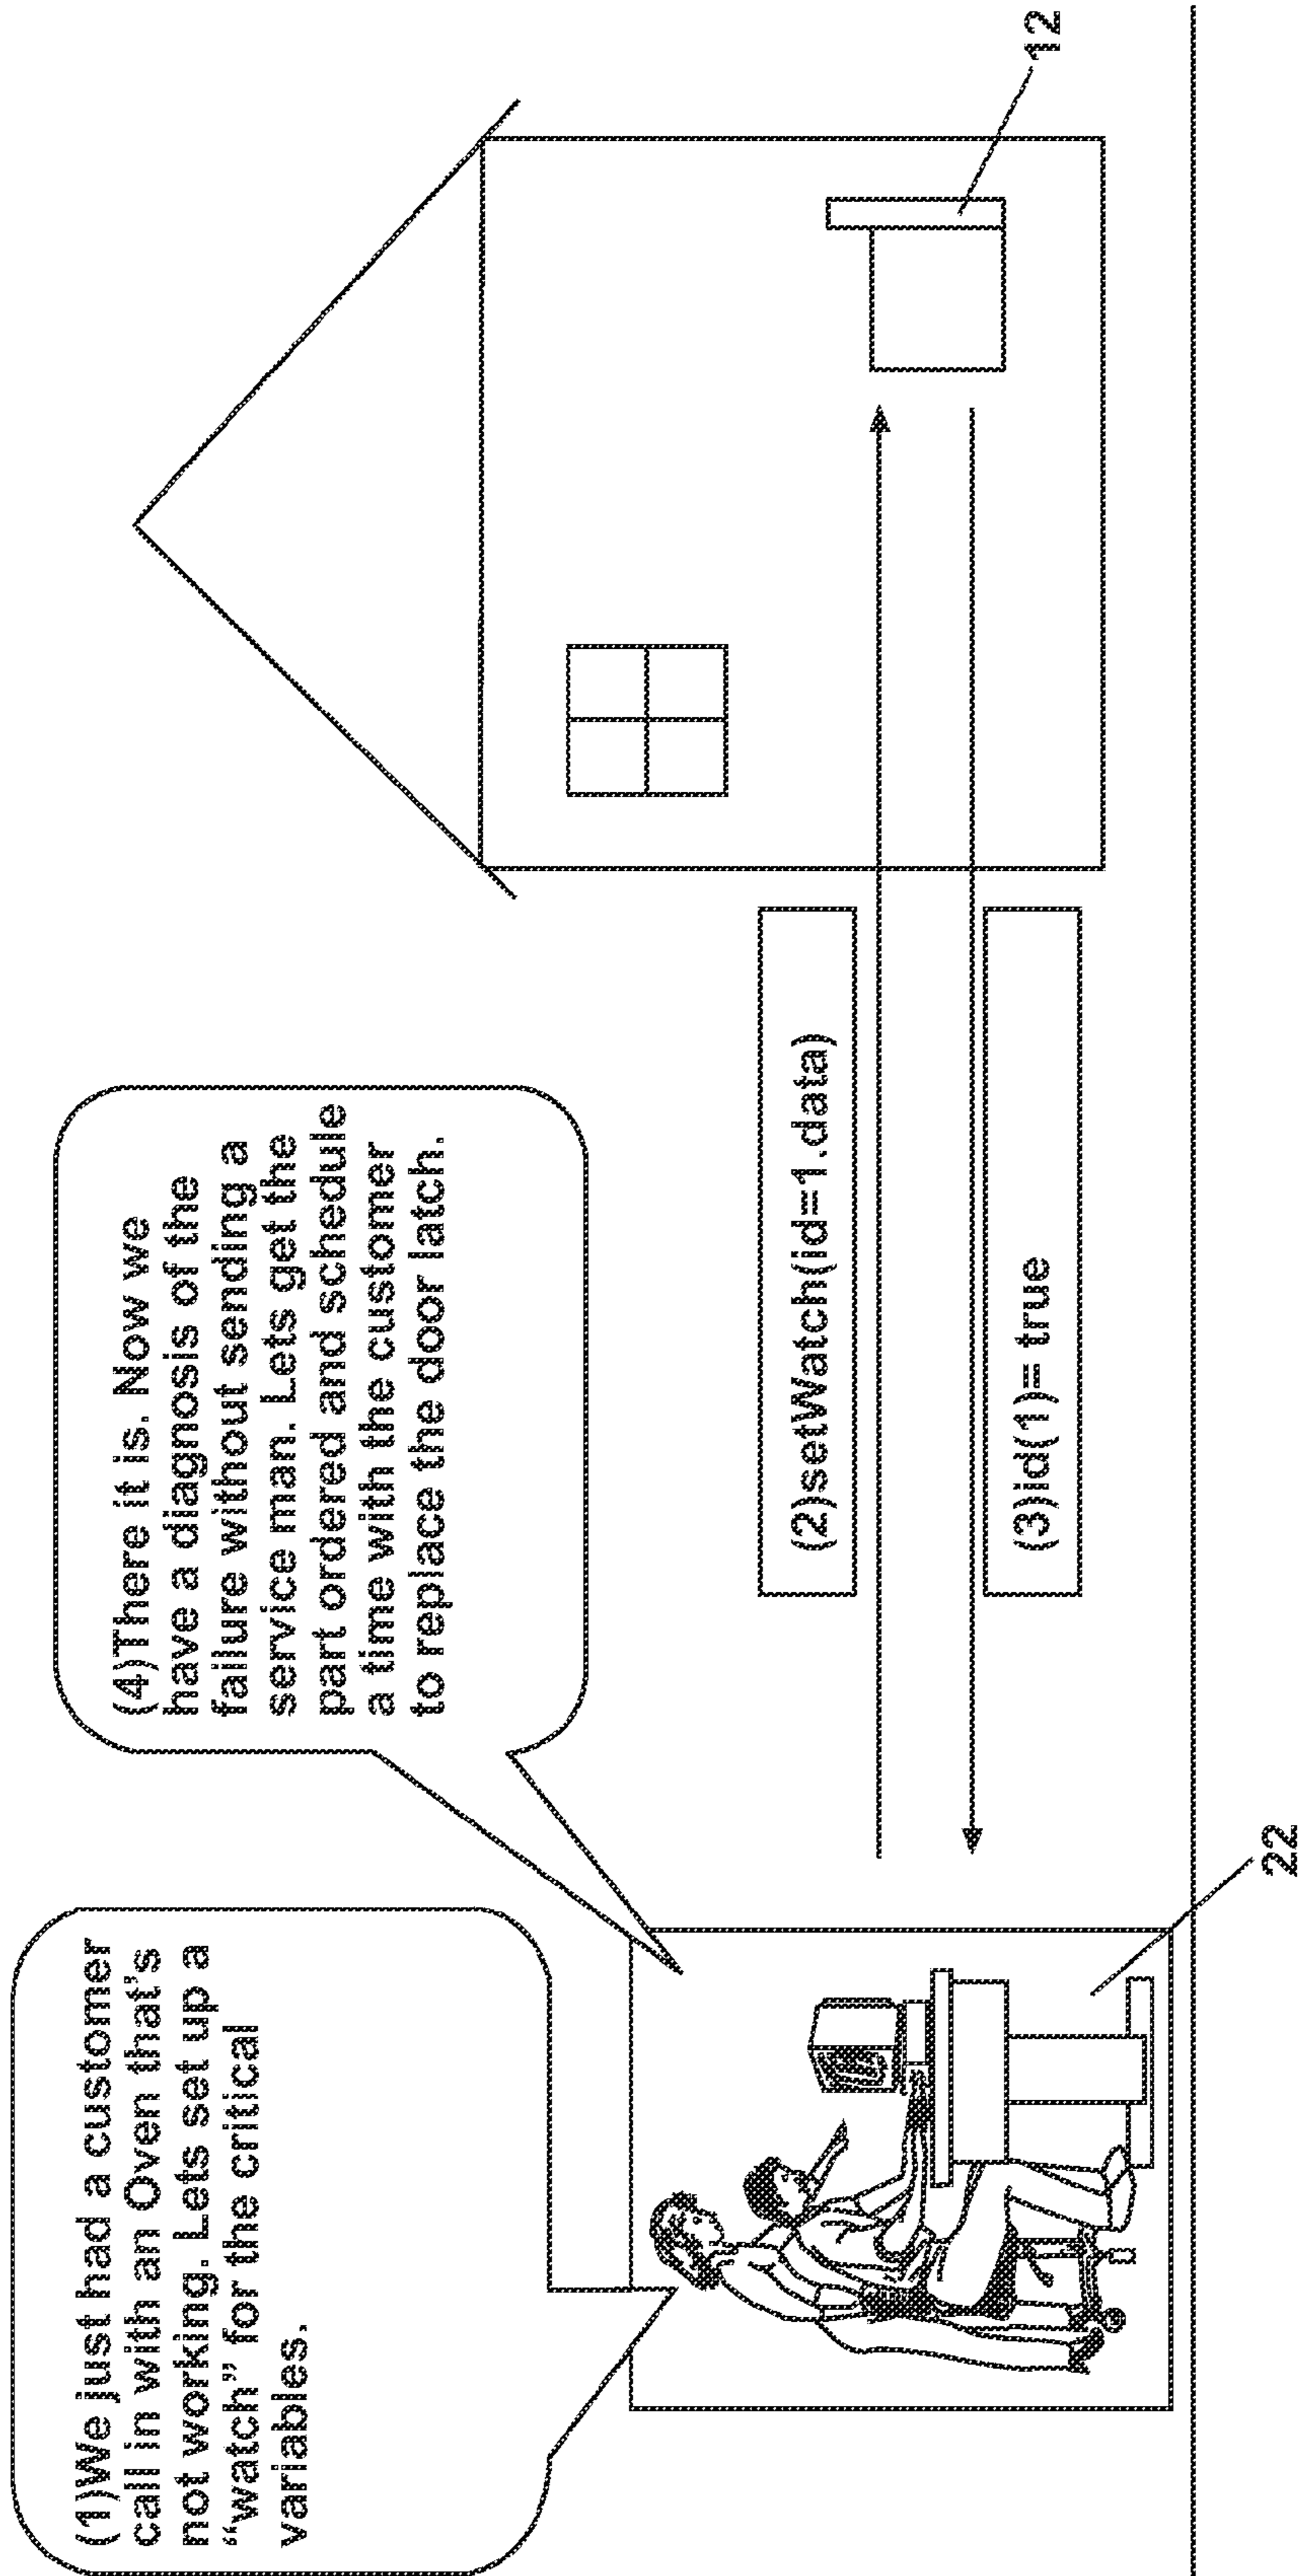 (1)We just had a customer
call in with an Oven that's
not working. Lets set up a
“watch” for the critical
variables.
(4)There it is. Now we
have a diagnosis of the
failure without sending a
service man. Lets get the
part ordered and schedule
a time with the customer
to replace the door latch.
(2)setWatch(id=1.data)
(3)id(1)= true
22
12